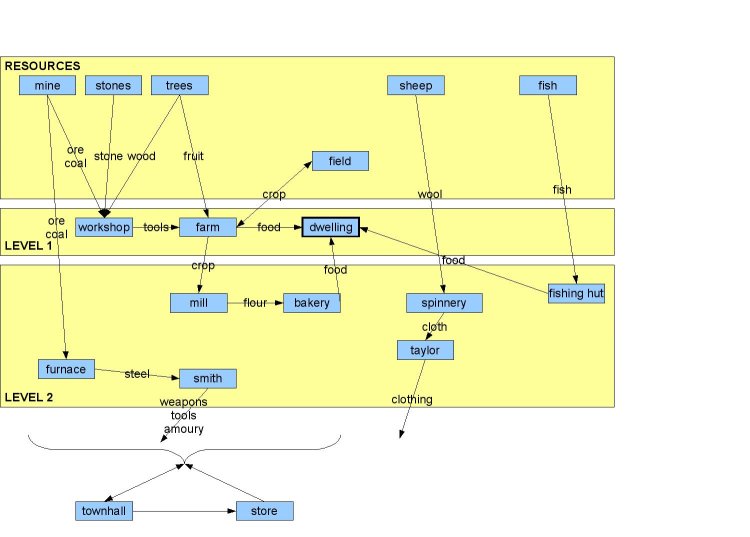 RESOURCES
mine
stones
trees
sheep
fish
ore
coal
stone
wood
fruit
field
crop
wool
fish
ore
coal
workshop
tools
farm
food
dwelling
LEVEL 1
crop
food
food
mill
flour
bakery
spinnery
fishing hut
cloth
taylor
furnace
steel
smith
LEVEL 2
weapons
tools
amoury
clothing
townhall
store